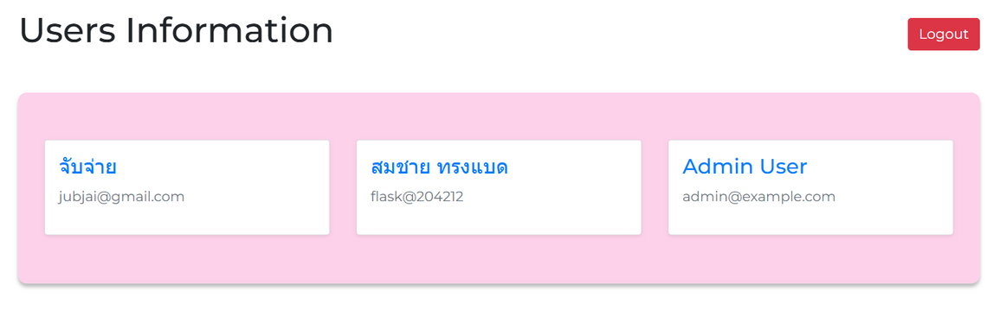 Users Information
Logout
จับจ่าย
jubjai@gmail.com
สมชาย ทรงแบด
flask@204212
Admin User
admin@example.com